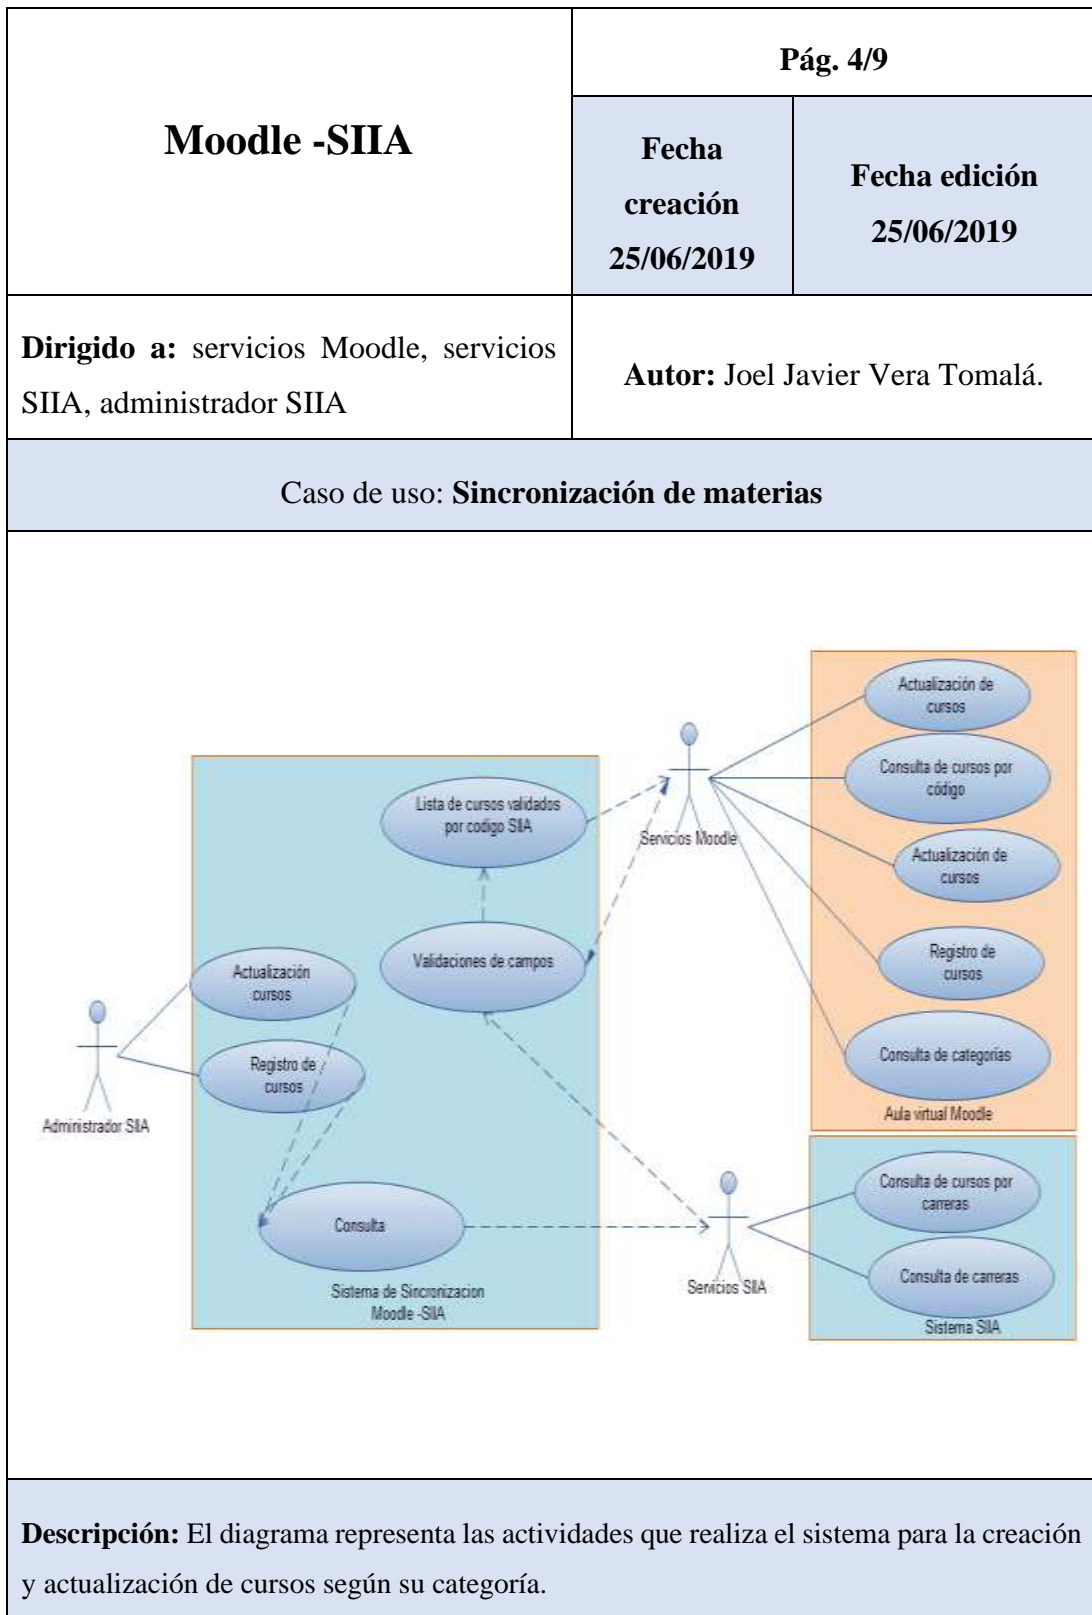 Moodle -SIIA
Pág. 4/9
Fecha
creación
25/06/2019
Fecha edición
25/06/2019
Dirigido a: servicios Moodle, servicios
SIIA, administrador SIIA
Autor: Joel Javier Vera Tomalá.
Caso de uso: Sincronización de materias
Administrador SIIA
Actualización
cursos
Registro de
cursos
Lista de cursos validados
por codigo SIIA
Validaciones de campos
Consulta
Sistema de Sincronizacion
Moodle -SIIA
Servicios Moodle
Servicios SIIA
Actualización de
cursos
Consulta de cursos por
código
Actualización de
cursos
Registro de
cursos
Consulta de categorías
Aula virtual Moodle
Consulta de cursos por
carreras
Consulta de carreras
Sistema SIIA
Descripción: El diagrama representa las actividades que realiza el sistema para la creación
y actualización de cursos según su categoría.